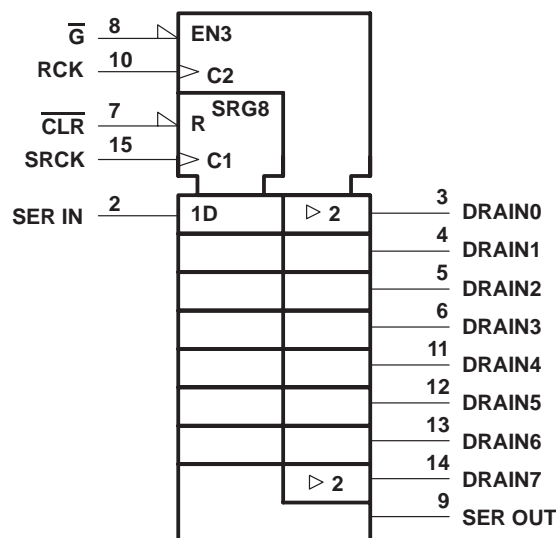 G 8 EN3
RCK 10 C2
SRG8
CLR 7 R
SRCK 15 C1
SER IN 2 1D 2 3 DRAIN0
4 DRAIN1
5 DRAIN2
6 DRAIN3
11 DRAIN4
12 DRAIN5
13 DRAIN6
2 14 DRAIN7
9 SER OUT